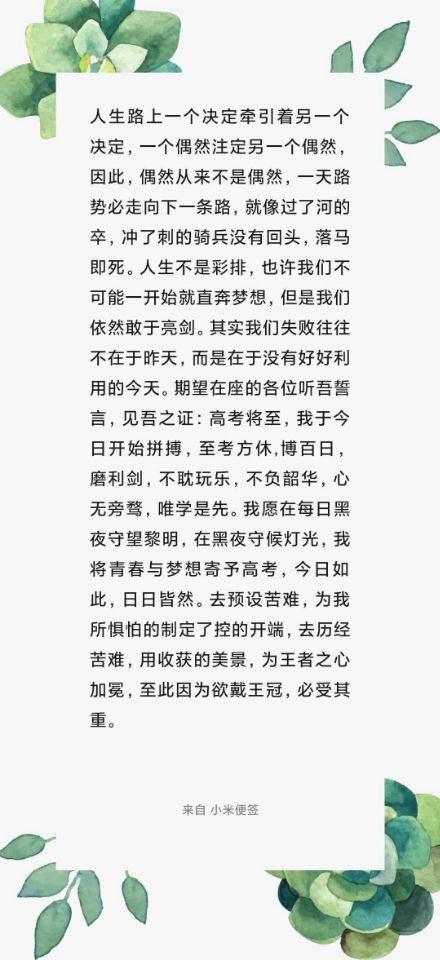 人生路上一个决定牵引着另一个
决定，一个偶然注定另一个偶然，
因此，偶然从来不是偶然，一天路
势必走向下一条路，就像过了河的
卒，冲了刺的骑兵没有回头，落马
即死。人生不是彩排，也许我们不
可能一开始就直奔梦想，但是我们
依然敢于亮剑。其实我们失败往往
不在于昨天，而是在于没有好好利
用的今天。期望在座的各位听吾誓
言，见吾之证：高考将至，我于今
日开始拼搏，至考方休,博百日，
磨利剑，不耽玩乐，不负韶华，心
无旁骛，唯学是先。我愿在每日黑
夜守望黎明，在黑夜守候灯光，我
将青春与梦想寄予高考，今日如
此，日日皆然。去预设苦难，为我
所惧怕的制定了控的开端，去历经
苦难，用收获的美景，为王者之心
加冕，至此因为欲戴王冠，必受其
重。
来自 小米便签